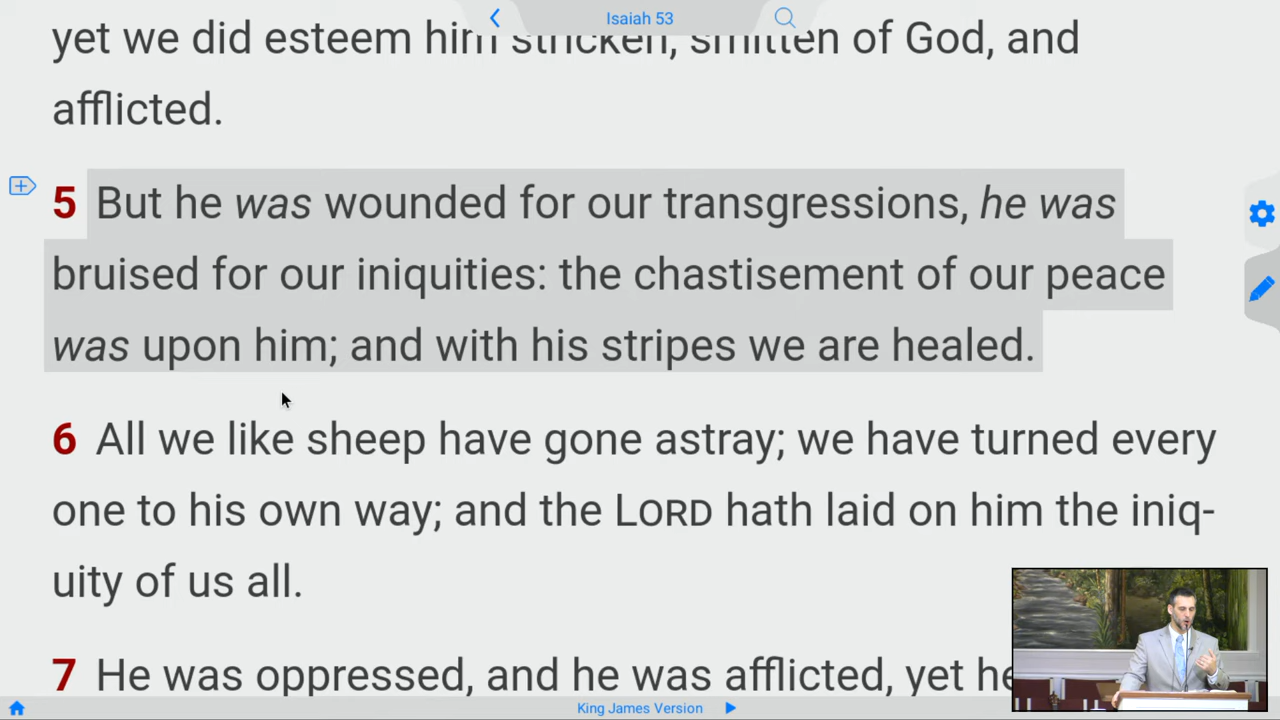 Isaiah 53
yet we did esteem him stricken, smitten of God, and
afflicted.
5 But he was wounded for our transgressions, he was
bruised for our iniquities: the chastisement of our peace
was upon him; and with his stripes we are healed.
6 All we like sheep have gone astray; we have turned every
one to his own way; and the LORD hath laid on him the iniq-
uity of us all.
7 He was oppressed, and he was afflicted, yet he
King James Version